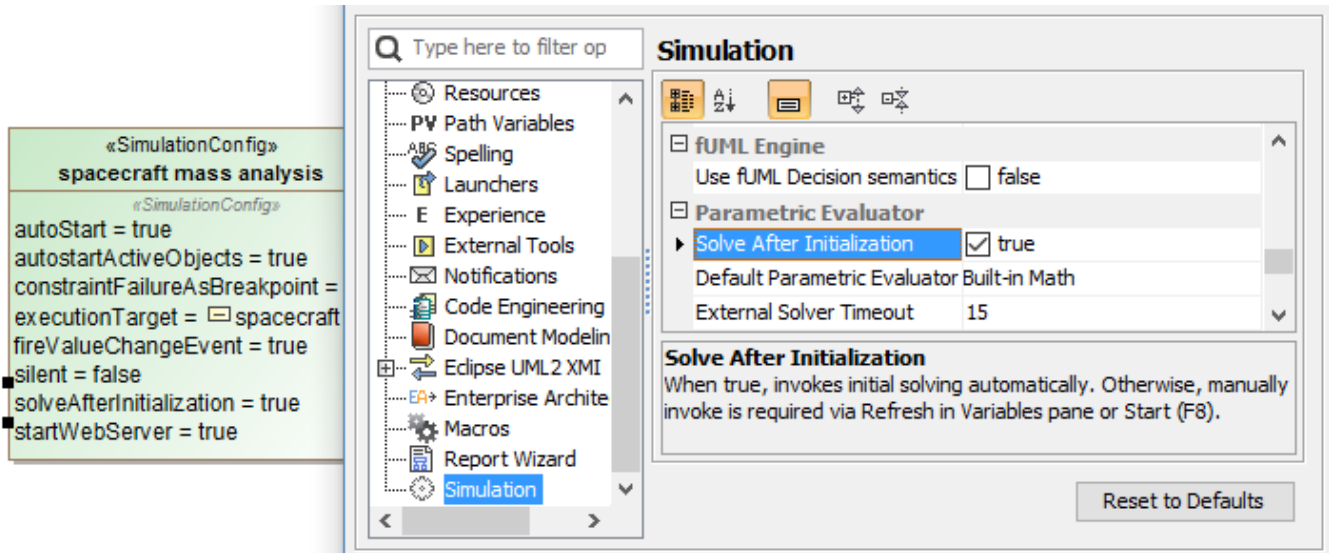 «SimulationConfig»
spacecraft mass analysis
«SimulationConfig»
autoStart = true
autostartActiveObjects = true
constraintFailureAsBreakpoint =
executionTarget = spacecraft
fireValueChangeEvent = true
silent = false
solveAfterInitialization = true
startWebServer = true
Type here to filter op
Resources
PV Path Variables
ABC Spelling
Launchers
E Experience
External Tools
Notifications
Code Engineering
Document Modelin
Eclipse UML2 XMI
EA Enterprise Archite
Macros
Report Wizard
Simulation
Simulation
A
Z
fUML Engine
Use fUML Decision semantics false
Parametric Evaluator
Solve After Initialization true
Default Parametric Evaluator Built-in Math
External Solver Timeout 15
Solve After Initialization
When true, invokes initial solving automatically. Otherwise, manually
invoke is required via Refresh in Variables pane or Start (F8).
Reset to Defaults